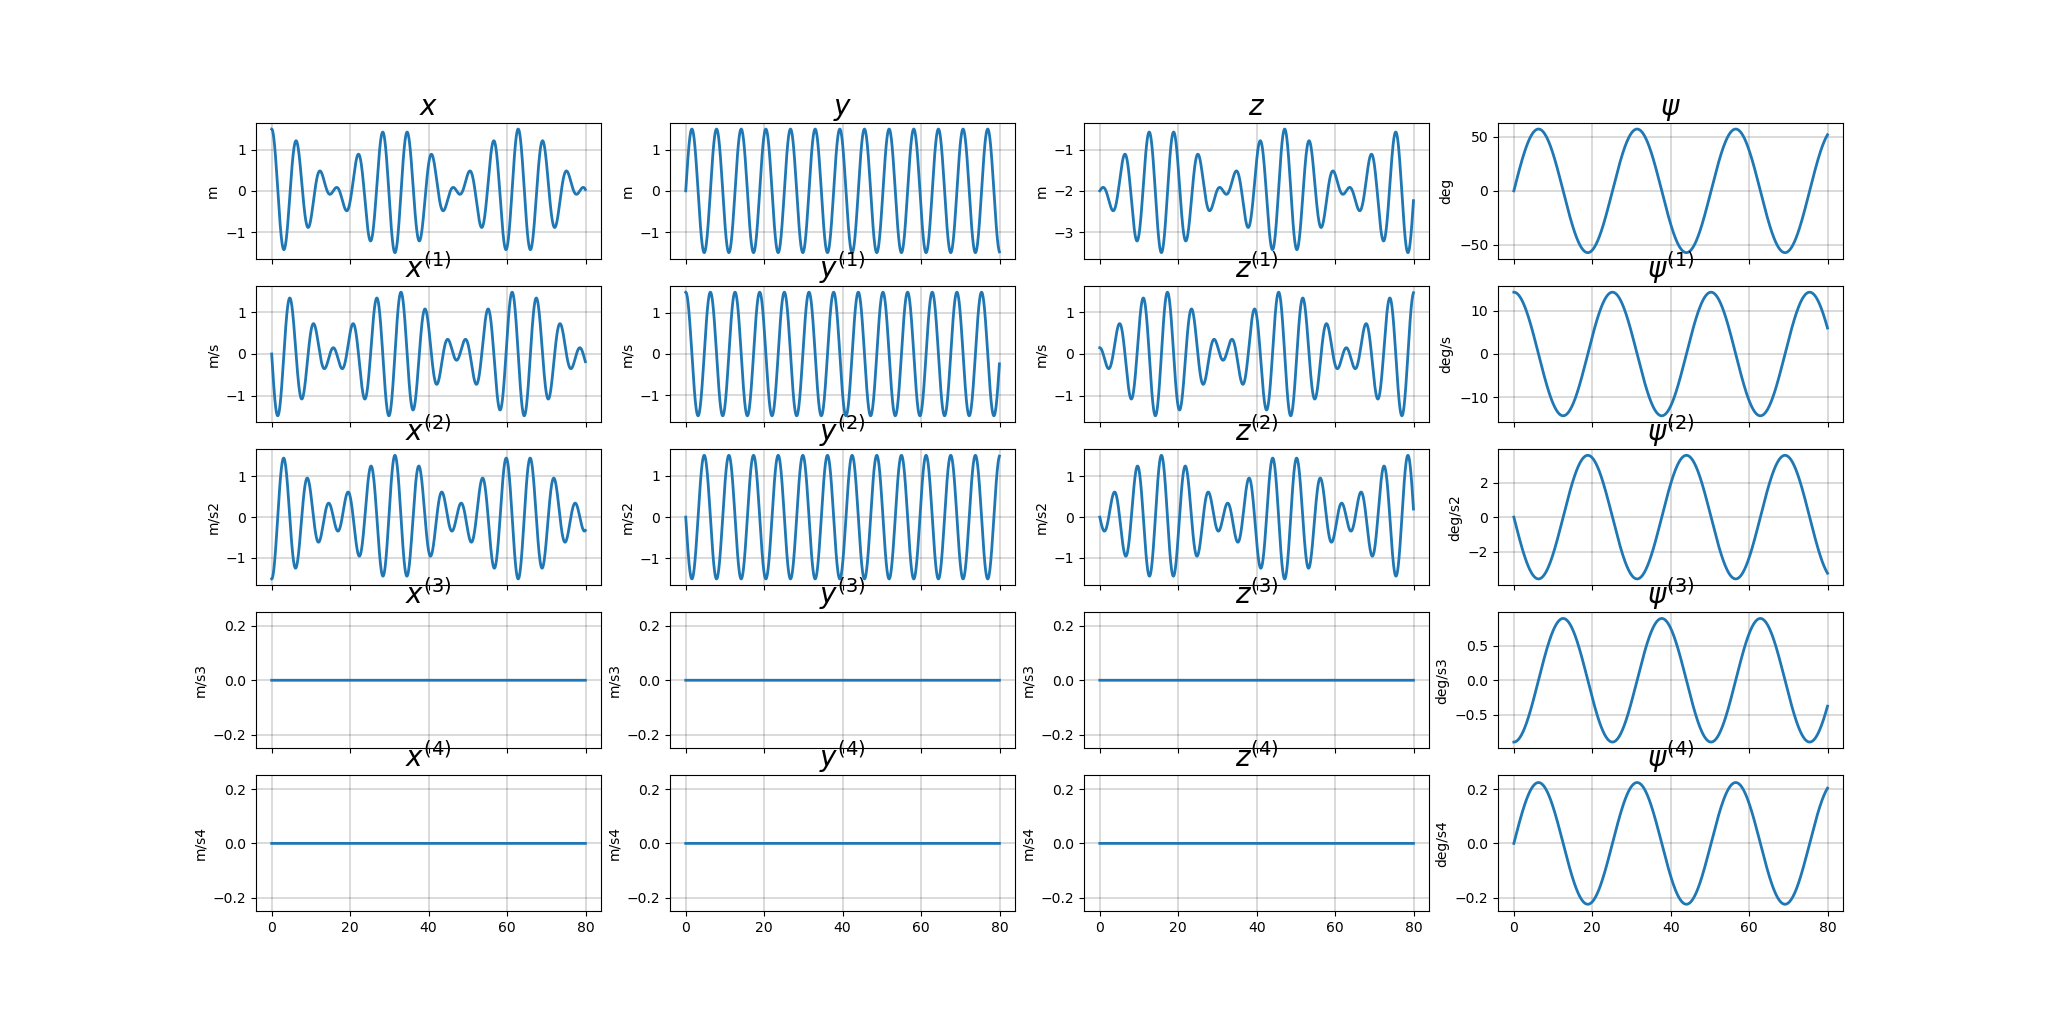 x y z ψ
1 1 −1 50
0 0 −2 0
−1 −1 −3 −50
m m m deg
x(1) y(1) z(1) ψ(1)
1 1 1 10
0 0 0 0
−1 −1 −1 −10
m/s m/s m/s deg/s
x(2) y(2) z(2) ψ(2)
1 1 1 2
0 0 0 0
−1 −1 −1 −2
m/s2 m/s2 m/s2 deg/s2
x(3) y(3) z(3) ψ(3)
0.2 0.2 0.2 0.5
0.0 0.0 0.0 0.0
−0.2 −0.2 −0.2 −0.5
m/s3 m/s3 m/s3 deg/s3
x(4) y(4) z(4) ψ(4)
0.2 0.2 0.2 0.2
0.0 0.0 0.0 0.0
−0.2 −0.2 −0.2 −0.2
m/s4 m/s4 m/s4 deg/s4
0 20 40 60 80 0 20 40 60 80 0 20 40 60 80 0 20 40 60 80